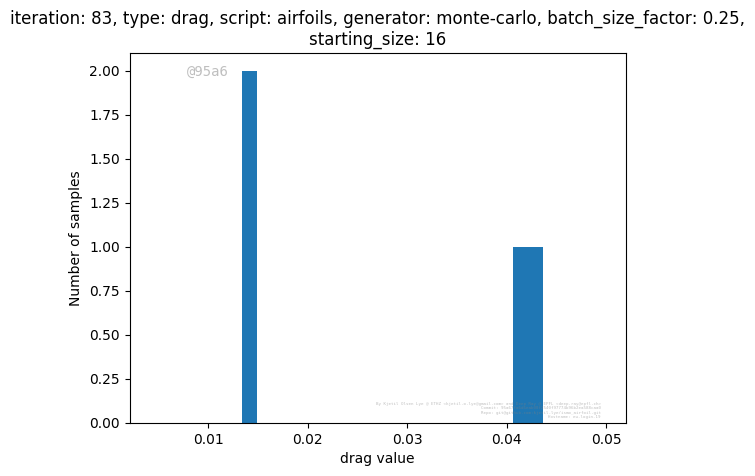 iteration: 83, type: drag, script: airfoils, generator: monte-carlo, batch_size_factor: 0.25,
starting_size: 16
@95a6
2.00
1.75
1.50
1.25
1.00
0.75
0.50
0.25
0.00
Number of samples
0.01
0.02
0.03
0.04
0.05
drag value